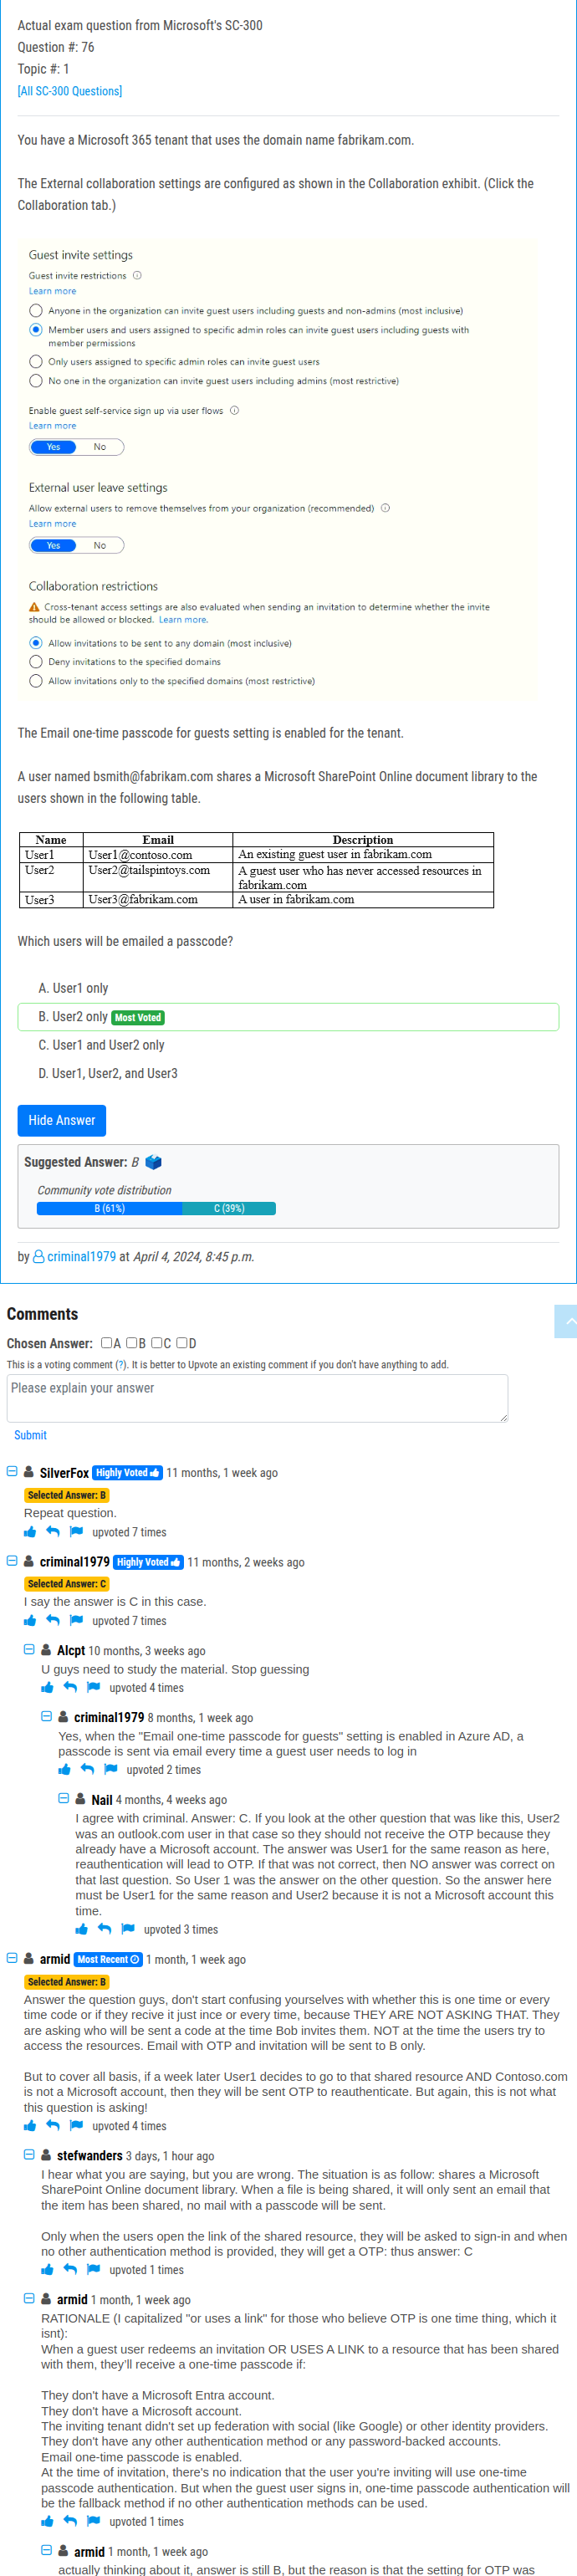 Actual exam question from Microsoft's SC-300
Question #: 76
Topic #: 1
[All SC-300 Questions]
You have a Microsoft 365 tenant that uses the domain name fabrikam.com.
The External collaboration settings are configured as shown in the Collaboration exhibit. (Click the
Collaboration tab.)
Guest invite settings
Guest invite restrictions
Learn more
Anyone in the organization can invite guest users including guests and non-admins (most inclusive)
Member users and users assigned to specific admin roles can invite guest users including guests with
member permissions
Only users assigned to specific admin roles can invite guest users
No one in the organization can invite guest users including admins (most restrictive)
Enable guest self-service sign up via user flows
Learn more
Yes No
External user leave settings
Allow external users to remove themselves from your organization (recommended)
Learn more
Yes No
Collaboration restrictions
Cross-tenant access settings are also evaluated when sending an invitation to determine whether the invite
should be allowed or blocked. Learn more.
Allow invitations to be sent to any domain (most inclusive)
Deny invitations to the specified domains
Allow invitations only to the specified domains (most restrictive)
The Email one-time passcode for guests setting is enabled for the tenant.
A user named bsmith@fabrikam.com shares a Microsoft SharePoint Online document library to the
users shown in the following table.
Name Email Description
User1 User1@contoso.com An existing guest user in fabrikam.com
User2 User2@tailspintoys.com A guest user who has never accessed resources in
fabrikam.com
User3 User3@fabrikam.com A user in fabrikam.com
Which users will be emailed a passcode?
A. User1 only
B. User2 only Most Voted
C. User1 and User2 only
D. User1, User2, and User3
Hide Answer
Suggested Answer: B
Community vote distribution
B (61%) C (39%)
by criminal1979 at April 4, 2024, 8:45 p.m.
Comments
Chosen Answer: A B C D
This is a voting comment (?). It is better to Upvote an existing comment if you don't have anything to add.
Please explain your answer
Submit
SilverFox Highly Voted 11 months, 1 week ago
Selected Answer: B
Repeat question.
upvoted 7 times
criminal1979 Highly Voted 11 months, 2 weeks ago
Selected Answer: C
I say the answer is C in this case.
upvoted 7 times
Alcpt 10 months, 3 weeks ago
U guys need to study the material. Stop guessing
upvoted 4 times
criminal1979 8 months, 1 week ago
Yes, when the "Email one-time passcode for guests" setting is enabled in Azure AD, a
passcode is sent via email every time a guest user needs to log in
upvoted 2 times
Nail 4 months, 4 weeks ago
I agree with criminal. Answer: C. If you look at the other question that was like this, User2
was an outlook.com user in that case so they should not receive the OTP because they
already have a Microsoft account. The answer was User1 for the same reason as here,
reauthentication will lead to OTP. If that was not correct, then NO answer was correct on
that last question. So User 1 was the answer on the other question. So the answer here
must be User1 for the same reason and User2 because it is not a Microsoft account this
time.
upvoted 3 times
armid Most Recent 1 month, 1 week ago
Selected Answer: B
Answer the question guys, don't start confusing yourselves with whether this is one time or every
time code or if they recive it just ince or every time, because THEY ARE NOT ASKING THAT. They
are asking who will be sent a code at the time Bob invites them. NOT at the time the users try to
access the resources. Email with OTP and invitation will be sent to B only.
But to cover all basis, if a week later User1 decides to go to that shared resource AND Contoso.com
is not a Microsoft account, then they will be sent OTP to reauthenticate. But again, this is not what
this question is asking!
upvoted 4 times
stefwanders 3 days, 1 hour ago
I hear what you are saying, but you are wrong. The situation is as follow: shares a Microsoft
SharePoint Online document library. When a file is being shared, it will only sent an email that
the item has been shared, no mail with a passcode will be sent.
Only when the users open the link of the shared resource, they will be asked to sign-in and when
no other authentication method is provided, they will get a OTP: thus answer: C
upvoted 1 times
armid 1 month, 1 week ago
RATIONALE (I capitalized "or uses a link" for those who believe OTP is one time thing, which it
isnt):
When a guest user redeems an invitation OR USES A LINK to a resource that has been shared
with them, they'll receive a one-time passcode if:
They don't have a Microsoft Entra account.
They don't have a Microsoft account.
The inviting tenant didn't set up federation with social (like Google) or other identity providers.
They don't have any other authentication method or any password-backed accounts.
Email one-time passcode is enabled.
At the time of invitation, there's no indication that the user you're inviting will use one-time
passcode authentication. But when the guest user signs in, one-time passcode authentication will
be the fallback method if no other authentication methods can be used.
upvoted 1 times
armid 1 month, 1 week ago
actually thinking about it, answer is still B, but the reason is that the setting for OTP was